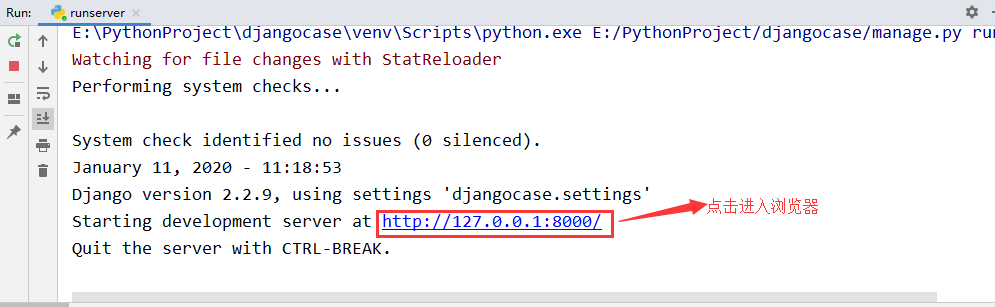 Run: runserver
E:\PythonProject\djangocase\venv\Scripts\python.exe E:/PythonProject/djangocase/manage.py
Watching for file changes with StatReloader
Performing system checks...
System check identified no issues (0 silenced).
January 11, 2020 - 11:18:53
Django version 2.2.9, using settings 'djangocase.settings'
Starting development server at http://127.0.0.1:8000/ 点击进入浏览器
Quit the server with CTRL-BREAK.